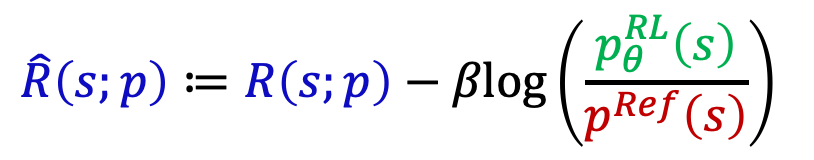 R̂(s;p) ≔ R(s;p) − βlog(p_θ^{RL}(s) / p^{Ref}(s))